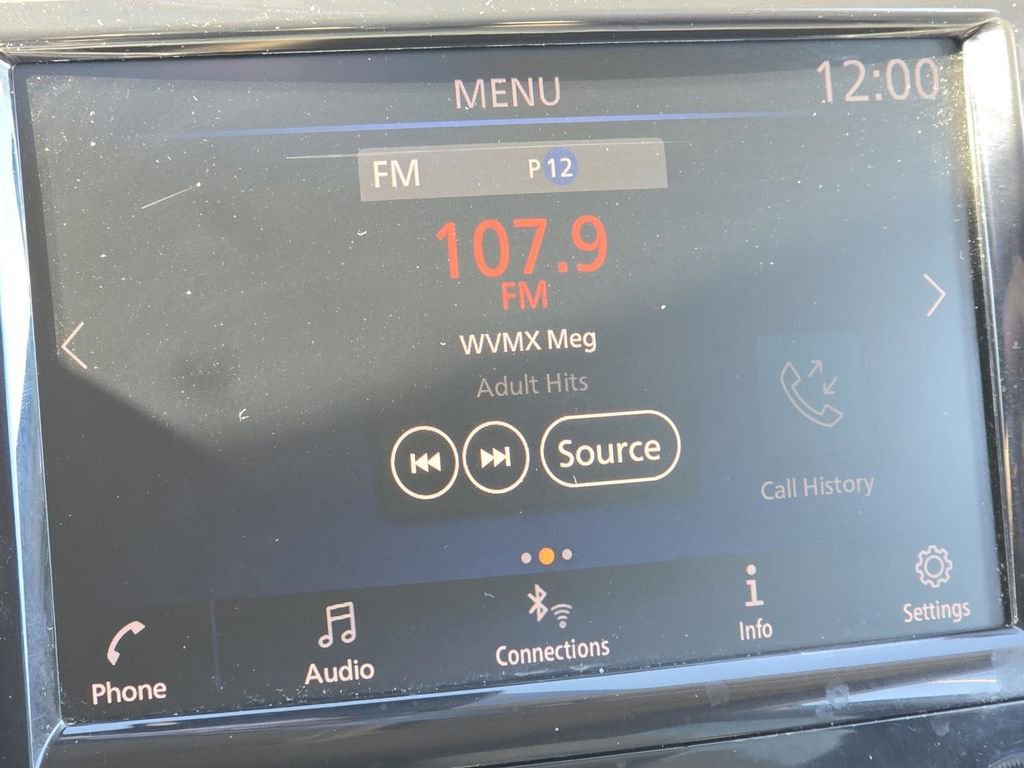 MENU
12:00
FM P 12
107.9
FM
WVMX Meg
Adult Hits
Source
Call History
Phone
Audio
Connections
Info
Settings